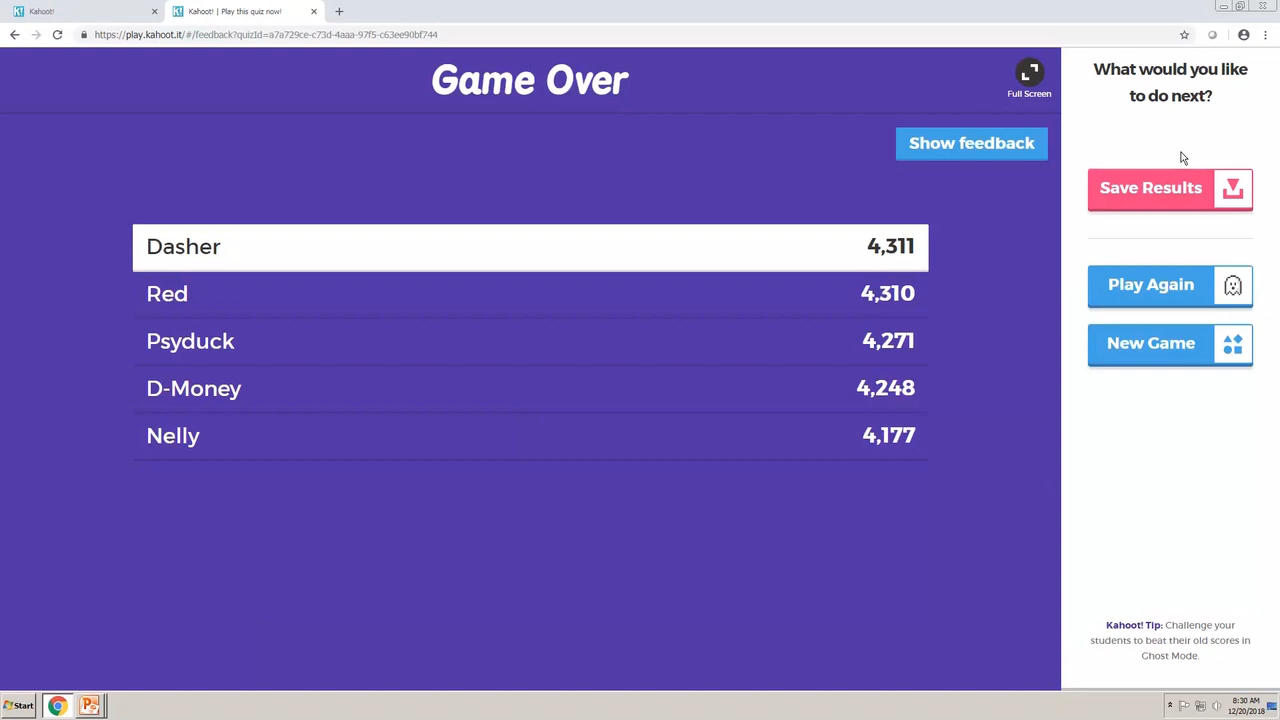 Kahoot!
Kahoot! | Play this quiz now!
https://play.kahoot.it/#/feedback?quizId=a7a729ce-c73d-4aaa-97f5-c63ee90bf744
Game Over
Full Screen
Show feedback
Dasher 4,311
Red 4,310
Psyduck 4,271
D-Money 4,248
Nelly 4,177
What would you like
to do next?
Save Results
Play Again
New Game
Kahoot! Tip: Challenge your
students to beat their old scores in
Ghost Mode.
Start
8:30 AM
12/20/2018